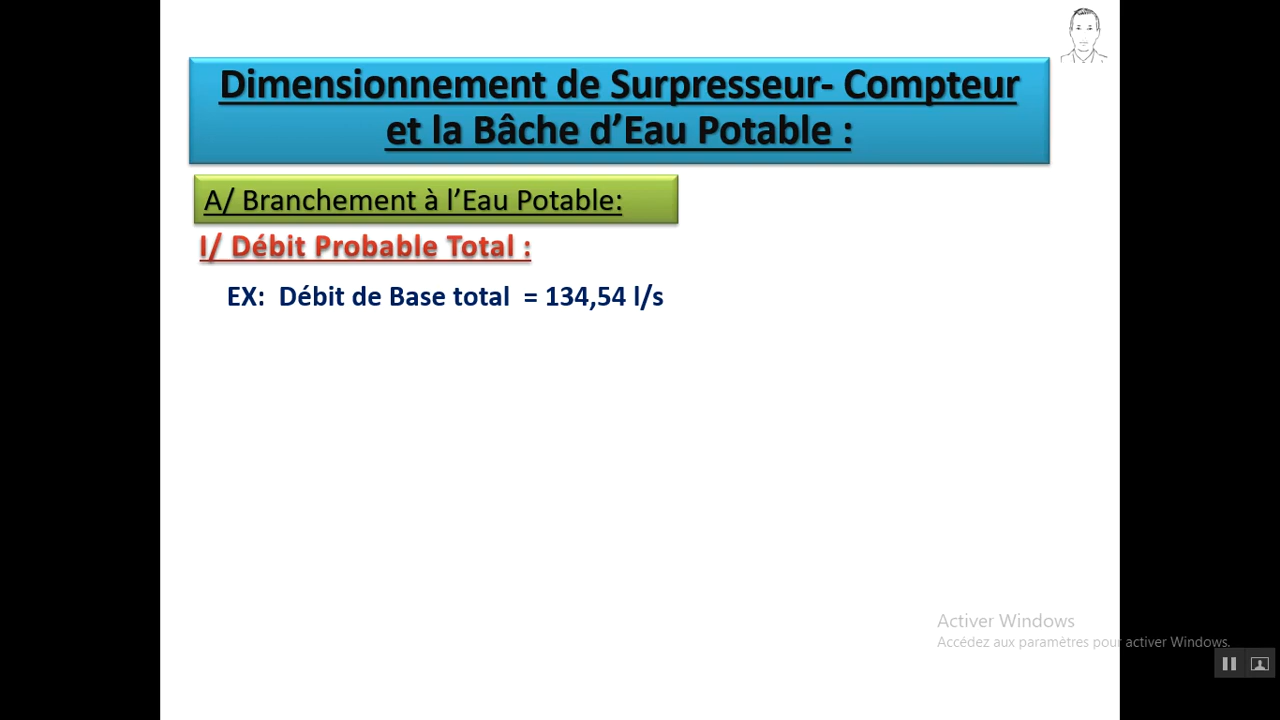 Dimensionnement de Surpresseur- Compteur
et la Bâche d’Eau Potable :
A/ Branchement à l’Eau Potable:
I/ Débit Probable Total :
EX:  Débit de Base total  = 134,54 l/s
Activer Windows
Accédez aux paramètres pour activer Windows.